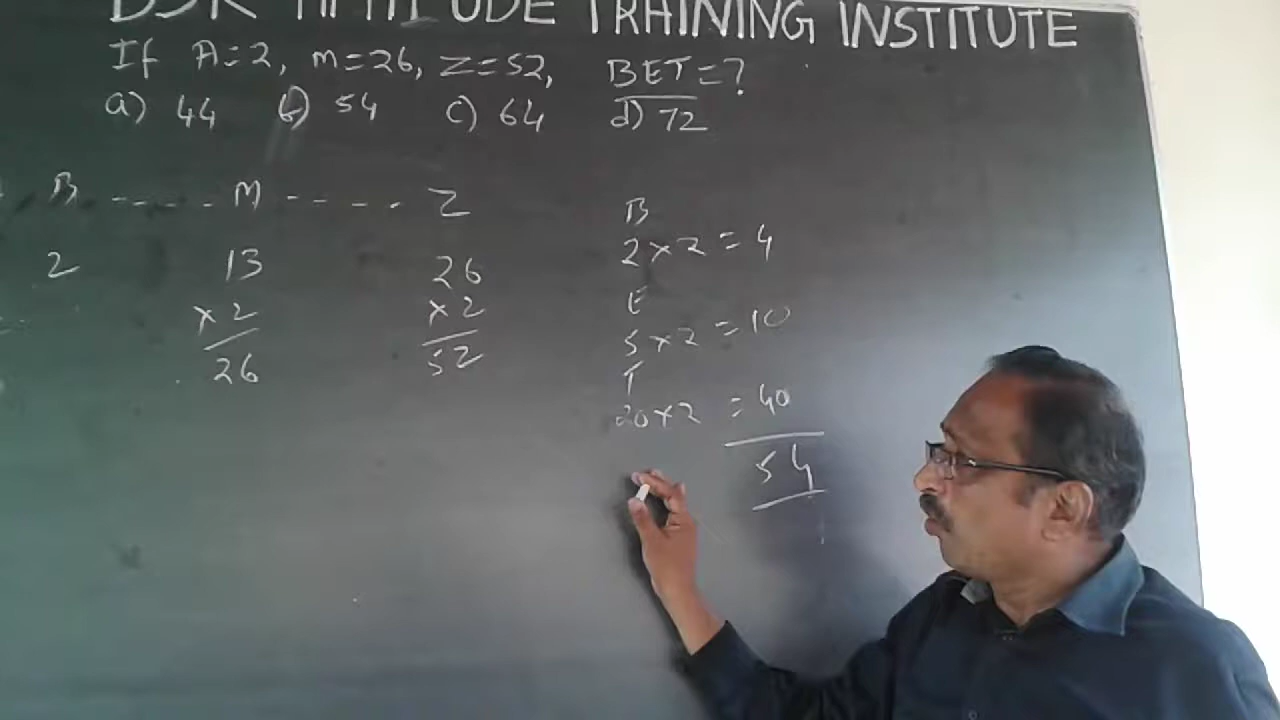 APTITUDE TRAINING INSTITUTE
If A=2, M=26, Z=52, BET=?
a) 44 b) 54 c) 64 d) 72
B ----- M ---- Z
2 13 26
×2 ×2
26 52
B
2×2 = 4
E
5×2 = 10
T
20×2 = 40
54